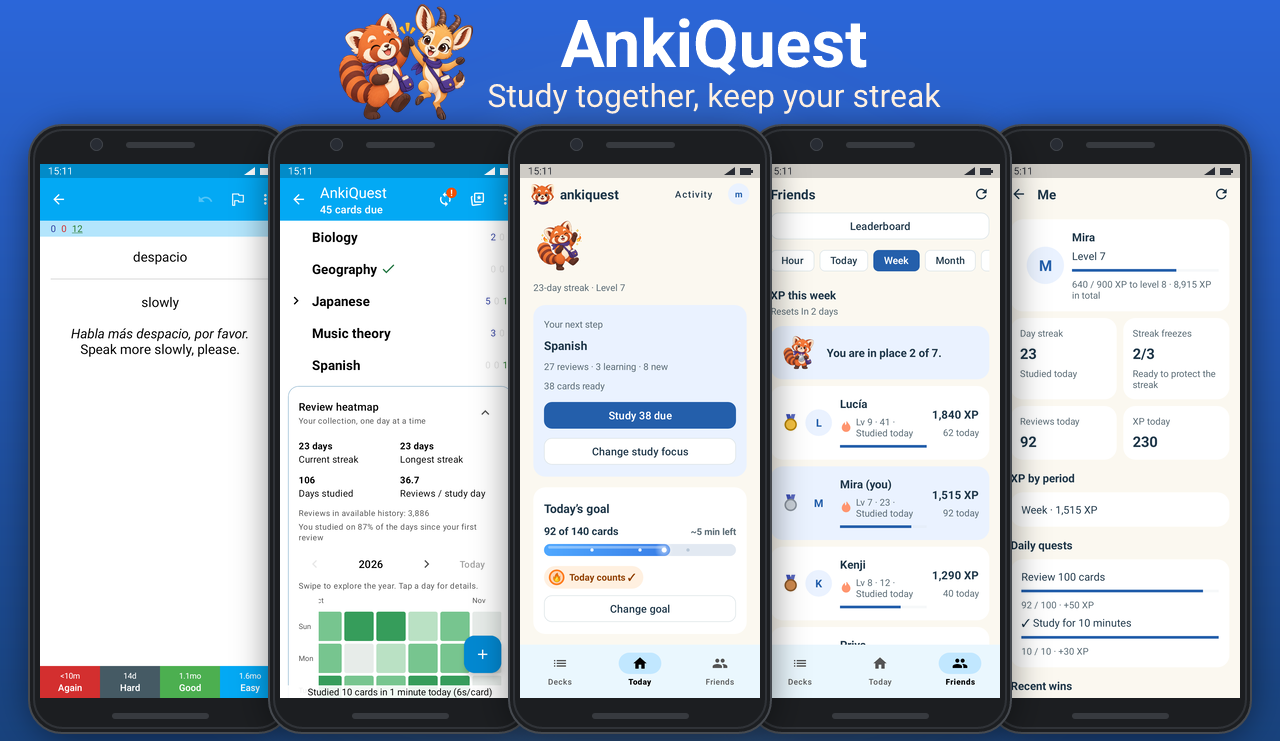 AnkiQuest
Study together, keep your streak
15:11
0 0 12
despacio
slowly
Habla más despacio, por favor.
Speak more slowly, please.
<10m
Again
14d
Hard
1.1mo
Good
1.6mo
Easy
15:11
AnkiQuest
45 cards due
Biology 2 0
Geography ✓ 0 0
Japanese 5 0 1
Music theory 3 0
Spanish 0 0 1
Review heatmap
Your collection, one day at a time
23 days
Current streak
23 days
Longest streak
106
Days studied
36.7
Reviews / study day
Reviews in available history: 3,886
You studied on 87% of the days since your first
review
2026
Today
Swipe to explore the year. Tap a day for details.
Nov
Sun
Mon
+
Studied 10 cards in 1 minute today (6s/card)
15:11
ankiquest
Activity
m
23-day streak · Level 7
Your next step
Spanish
27 reviews · 3 learning · 8 new
38 cards ready
Study 38 due
Change study focus
Today's goal
92 of 140 cards
~5 min left
Today counts ✓
Change goal
Decks
Today
Friends
5:11
Friends
Leaderboard
Hour
Today
Week
Month
XP this week
Resets In 2 days
You are in place 2 of 7.
L
Lucía
Lv 9 · 41 ·
Studied today
1,840 XP
62 today
M
Mira (you)
Lv 7 · 23 ·
Studied today
1,515 XP
92 today
K
Kenji
Lv 8 · 12 ·
Studied today
1,290 XP
40 today
Decks
Today
Friends
5:11
Me
M
Mira
Level 7
640 / 900 XP to level 8 · 8,915 XP
in total
Day streak
23
Studied today
Streak freezes
2/3
Ready to protect the
streak
Reviews today
92
XP today
230
XP by period
Week · 1,515 XP
Daily quests
Review 100 cards
92 / 100 · +50 XP
✓ Study for 10 minutes
10 / 10 · +30 XP
Recent wins